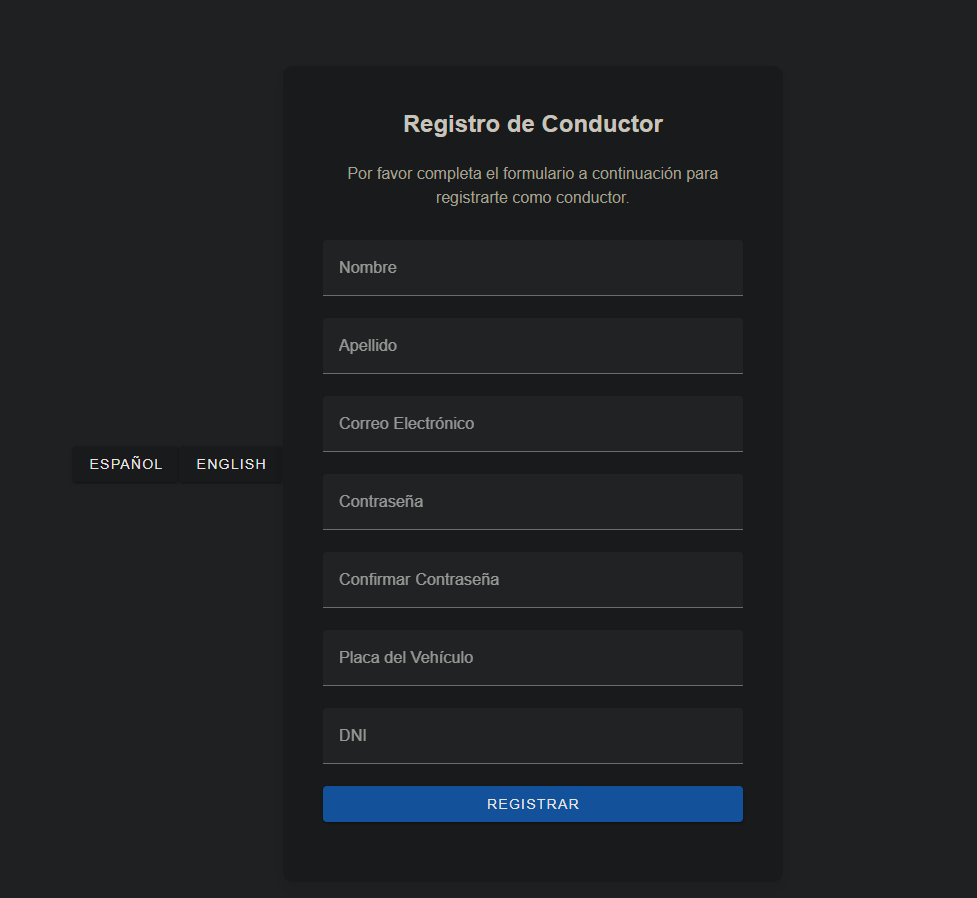 Registro de Conductor
Por favor completa el formulario a continuación para
registrarte como conductor.
Nombre
Apellido
Correo Electrónico
ESPAÑOL
ENGLISH
Contraseña
Confirmar Contraseña
Placa del Vehículo
DNI
REGISTRAR